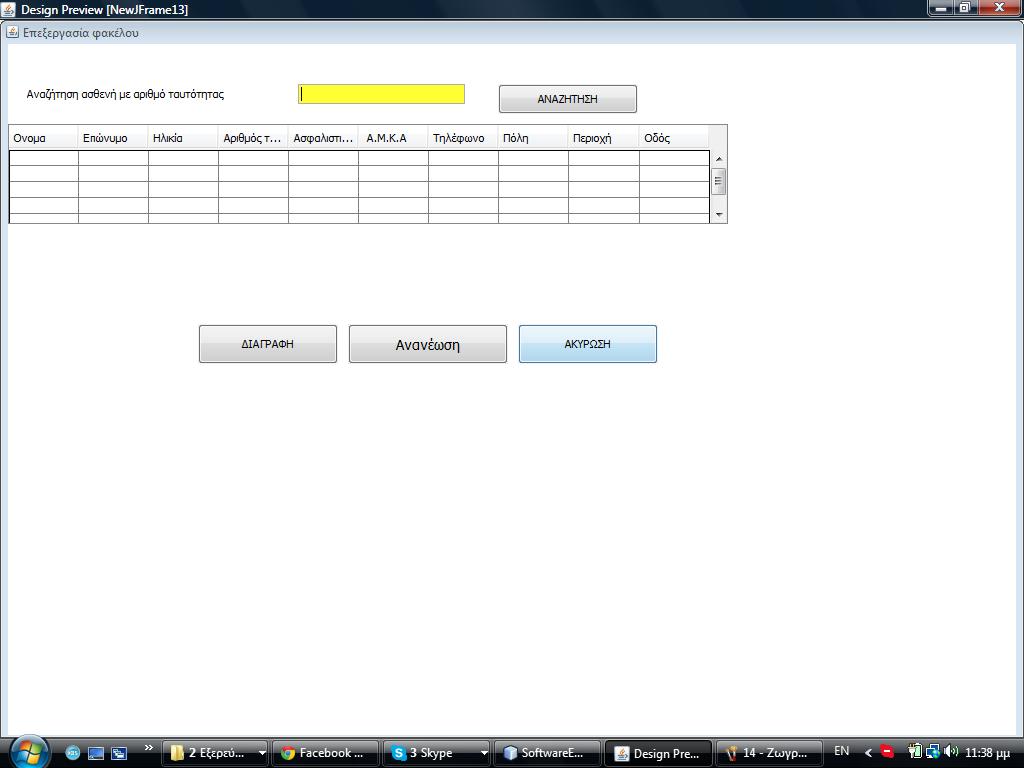 Design Preview [NewJFrame13]
Επεξεργασία φακέλου
Αναζήτηση ασθενή με αριθμό ταυτότητας ΑΝΑΖΗΤΗΣΗ
Ονομα Επώνυμο Ηλικία Αριθμός τ... Ασφαλιστι... Α.Μ.Κ.Α Τηλέφωνο Πόλη Περιοχή Οδός
ΔΙΑΓΡΑΦΗ Ανανέωση ΑΚΥΡΩΣΗ
2 Εξερεύ... Facebook ... 3 Skype SoftwareE... Design Pre... 14 - Ζωγρ... EN 11:38 μμ